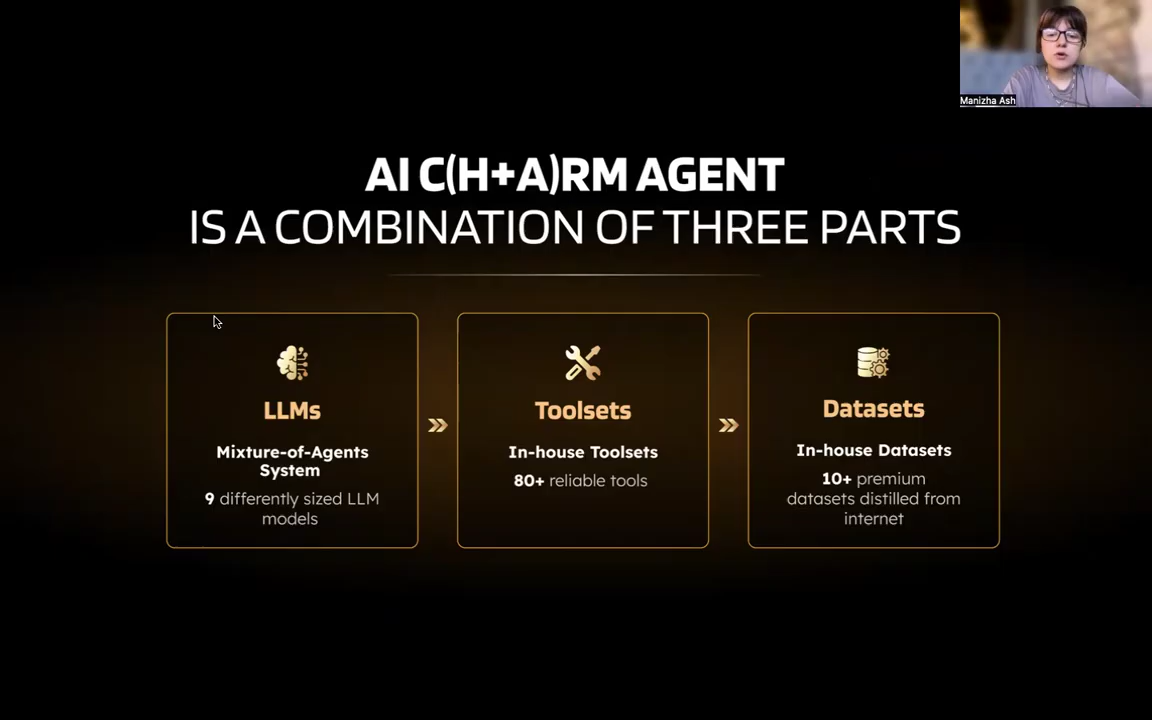 Manizha Ash
AI C(H+A)RM AGENT
IS A COMBINATION OF THREE PARTS
LLMs
Mixture-of-Agents
System
9 differently sized LLM
models
Toolsets
In-house Toolsets
80+ reliable tools
Datasets
In-house Datasets
10+ premium
datasets distilled from
internet